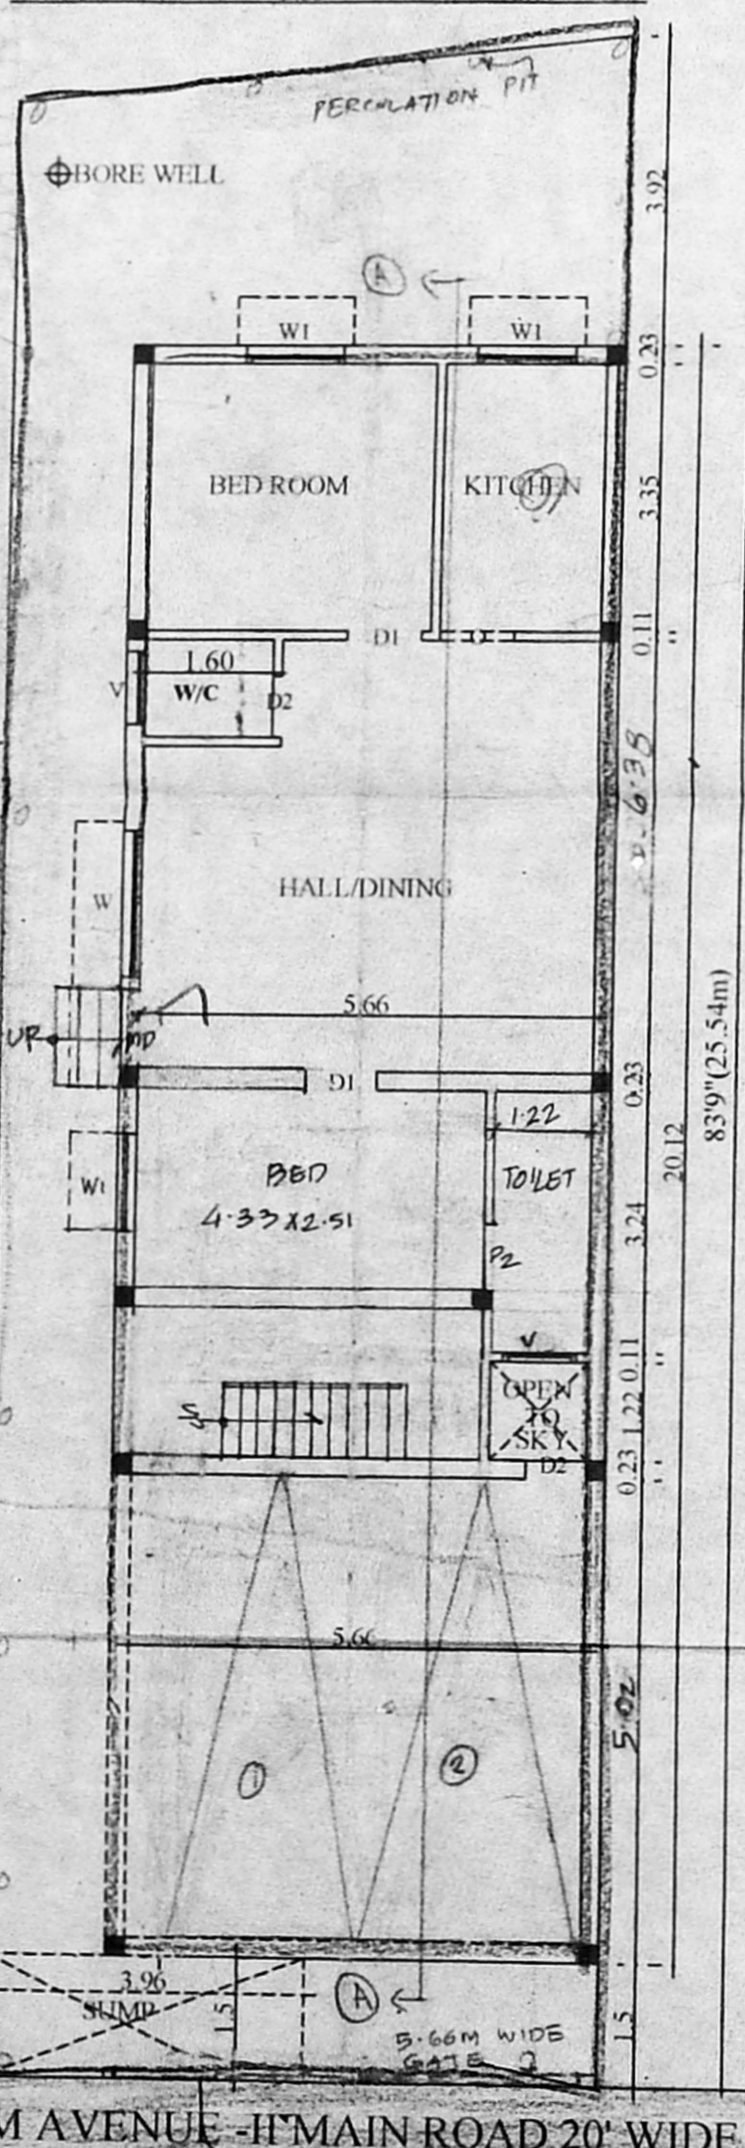 PERCULATION PIT
BORE WELL
3.92
A
W1
W1
0.23
BED ROOM
KITCHEN
3.35
D1
O
0.11
1.60
V
W/C
D2
6.38
W
HALL/DINING
5.66
UP
MD
D1
0.23
83'9"(25.54m)
1.22
20.12
W1
BED
TOILET
4.33 X 2.51
3.24
V
0.11
OPEN
TO
SKY
1.22
D2
0.23
5.66
5.02
1
2
3.96
A
SUMP
1.5
1.5
5.66M WIDE
GATE
M AVENUE -II MAIN ROAD 20' WIDE